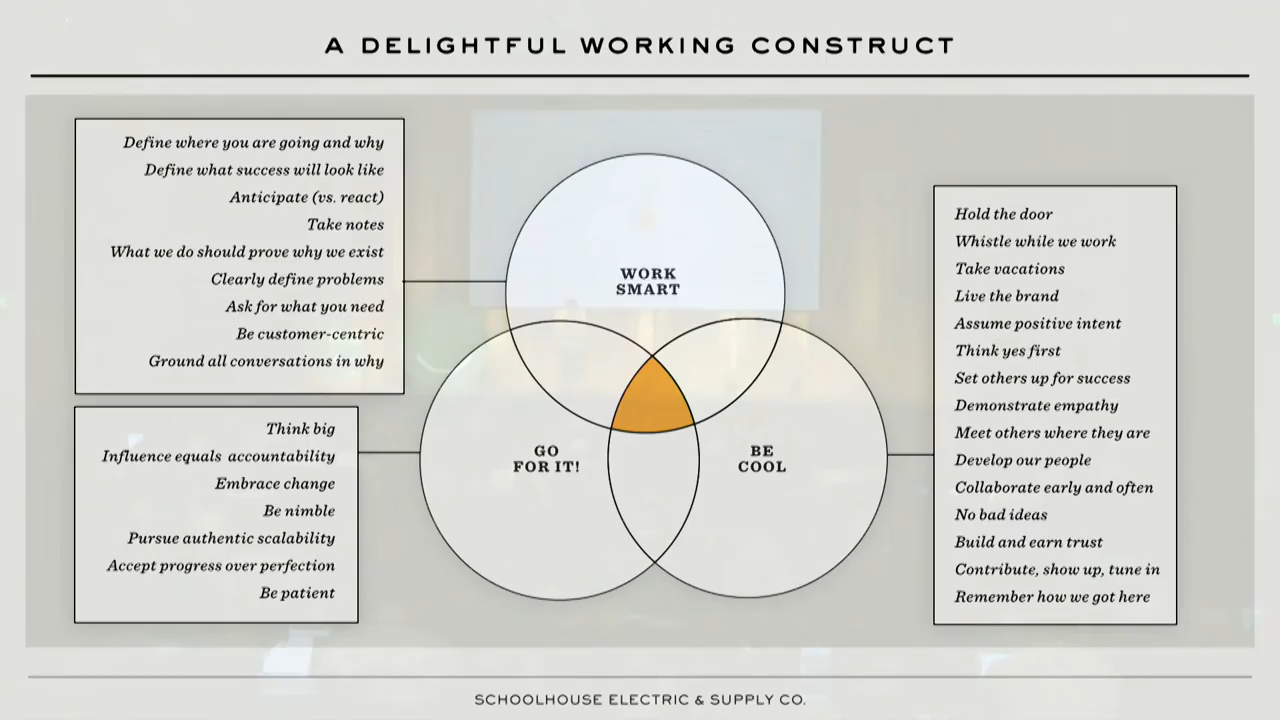 A DELIGHTFUL WORKING CONSTRUCT
Define where you are going and why
Define what success will look like
Anticipate (vs. react)
Take notes
What we do should prove why we exist
Clearly define problems
Ask for what you need
Be customer-centric
Ground all conversations in why
Think big
Influence equals accountability
Embrace change
Be nimble
Pursue authentic scalability
Accept progress over perfection
Be patient
WORK
SMART
GO
FOR IT!
BE
COOL
Hold the door
Whistle while we work
Take vacations
Live the brand
Assume positive intent
Think yes first
Set others up for success
Demonstrate empathy
Meet others where they are
Develop our people
Collaborate early and often
No bad ideas
Build and earn trust
Contribute, show up, tune in
Remember how we got here
SCHOOLHOUSE ELECTRIC & SUPPLY CO.